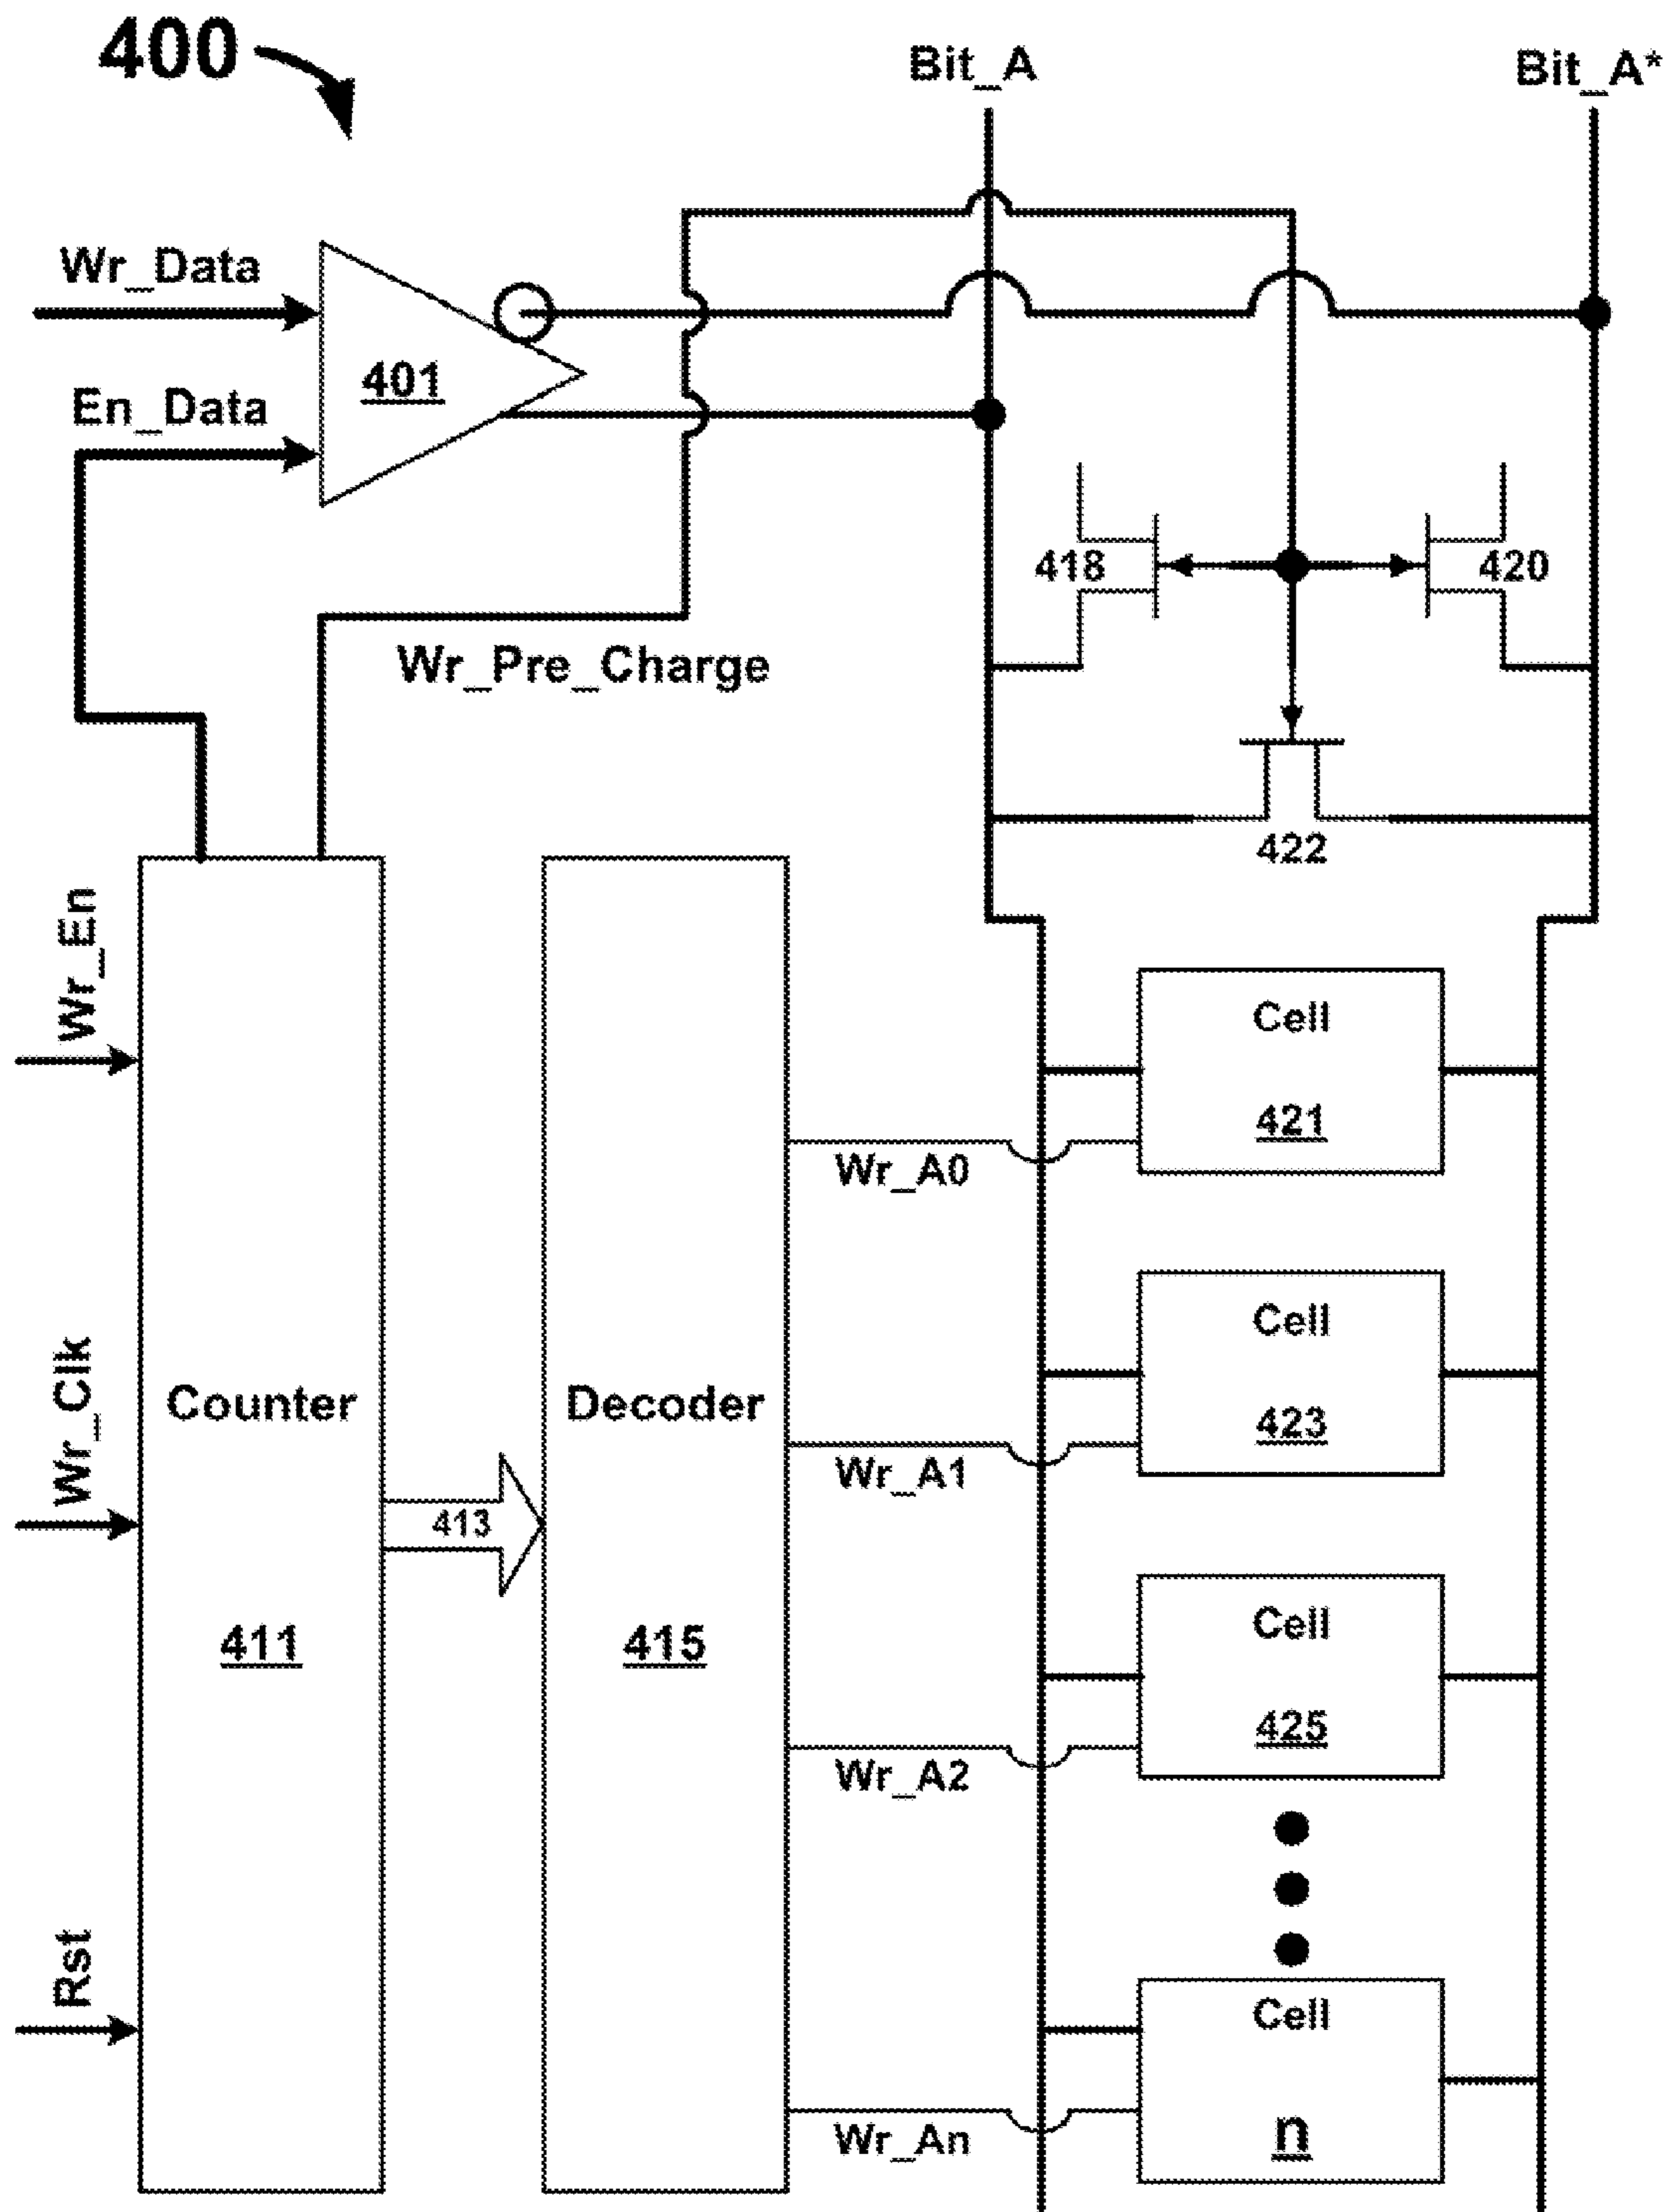 400
Bit_A
Bit_A*
Wr_Data
401
En_Data
418
420
Wr_Pre_Charge
422
Wr_En
Cell
421
Wr_A0
Cell
423
Wr_Clk
Counter
Decoder
Wr_A1
413
411
415
Cell
425
Wr_A2
Rst
Cell
n
Wr_An